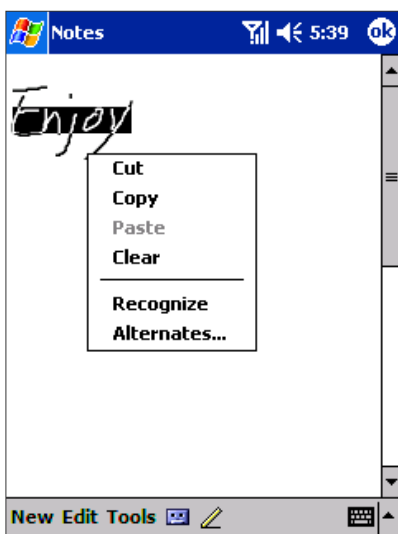 Notes 5:39 ok
Enjoy
Cut
Copy
Paste
Clear
Recognize
Alternates...
New Edit Tools